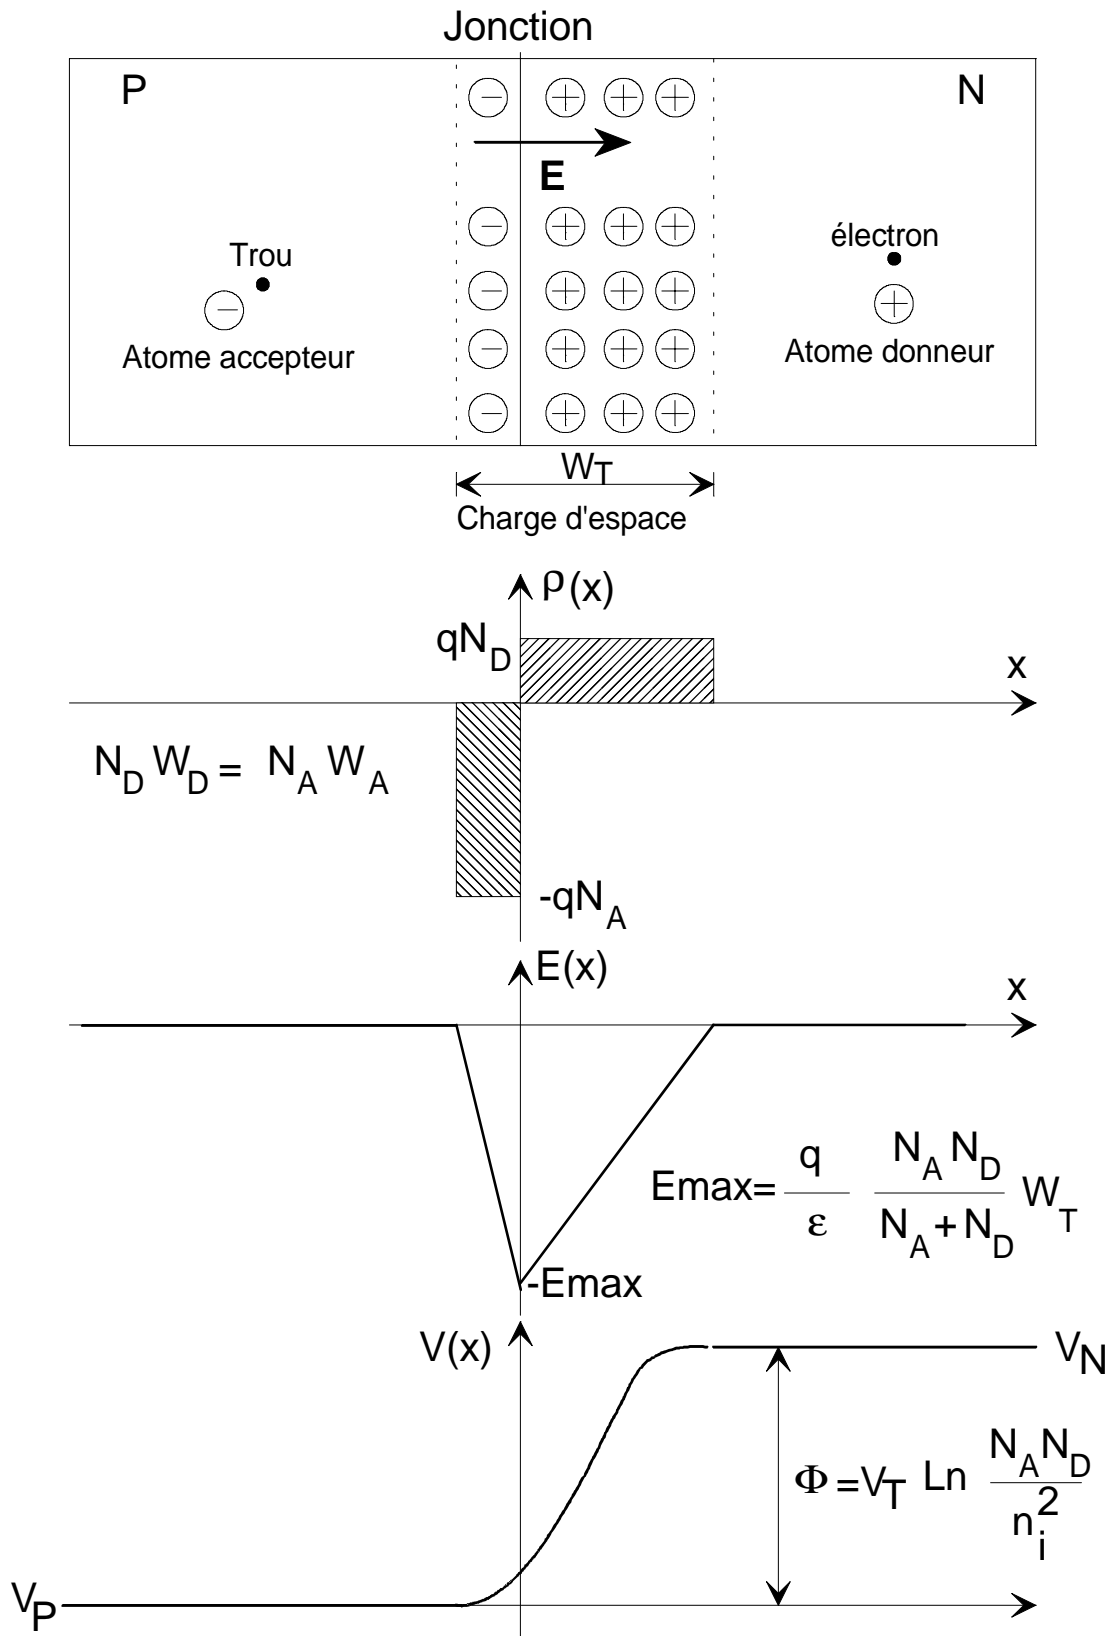 Jonction
P
N
E
Trou
électron
Atome accepteur
Atome donneur
W_T
Charge d'espace
ρ(x)
qN_D
x
N_D W_D = N_A W_A
-qN_A
E(x)
x
Emax= q/ε N_A N_D / N_A + N_D W_T
-Emax
V(x)
V_N
Φ = V_T Ln N_A N_D / n_i^2
V_P